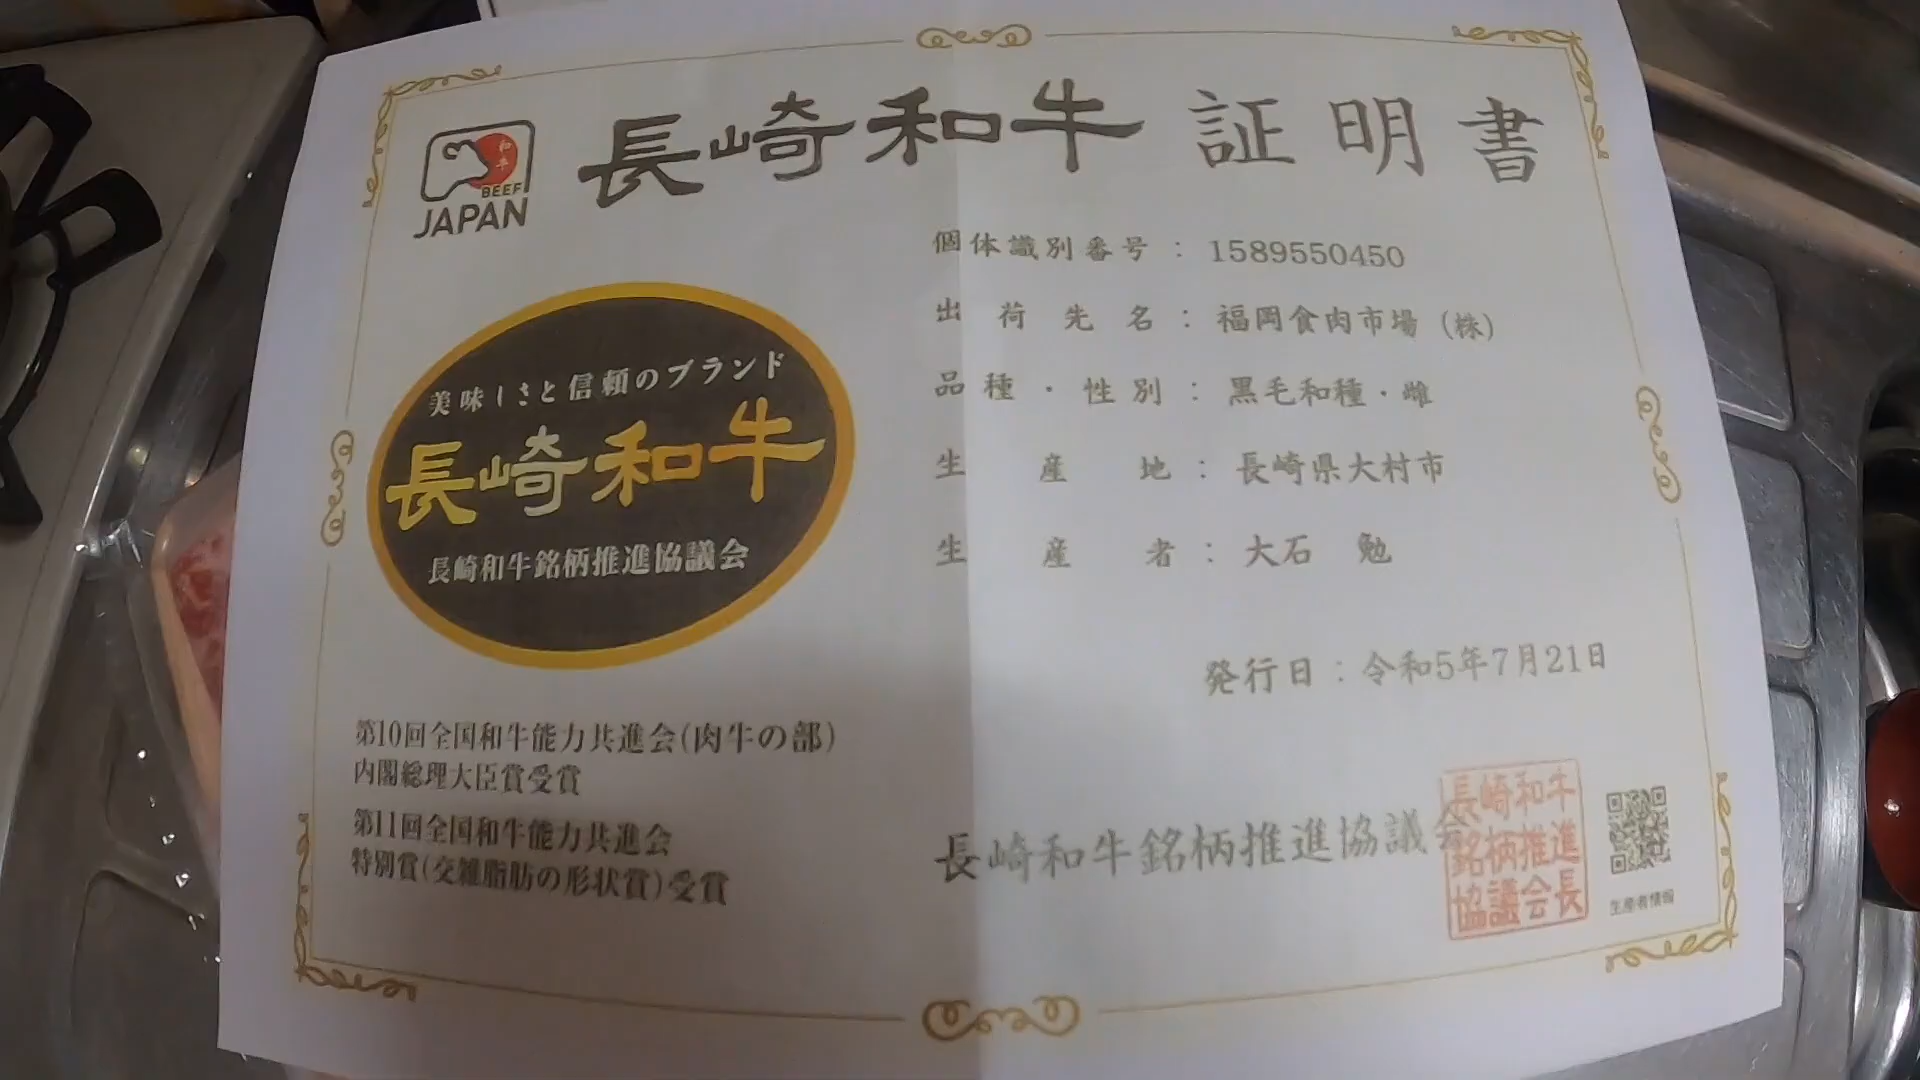 長崎和牛 証明書
和牛
BEEF
JAPAN
個体識別番号 : 1589550450
出荷先名 : 福岡食肉市場 (株)
品種・性別 : 黒毛和種・雌
生産地 : 長崎県大村市
生産者 : 大石 勉
発行日 : 令和5年7月21日
美味しさと信頼のブランド
長崎和牛
長崎和牛銘柄推進協議会
第10回全国和牛能力共進会(肉牛の部)
内閣総理大臣賞受賞
第11回全国和牛能力共進会
特別賞(交雑脂肪の形状賞)受賞
長崎和牛銘柄推進協議会
長崎和牛
銘柄推進
協議会長
生産者情報